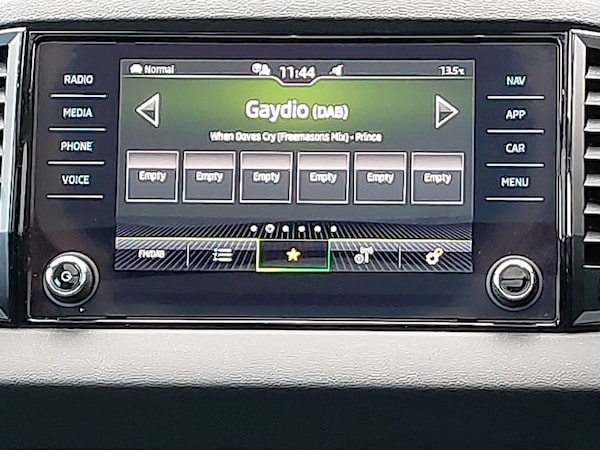 RADIO
MEDIA
PHONE
VOICE
Normal
11:44
13.5°C
Gaydio (DAB)
When Doves Cry (Freemasons Mix) - Prince
Empty Empty Empty Empty Empty Empty
FM/DAB
NAV
APP
CAR
MENU